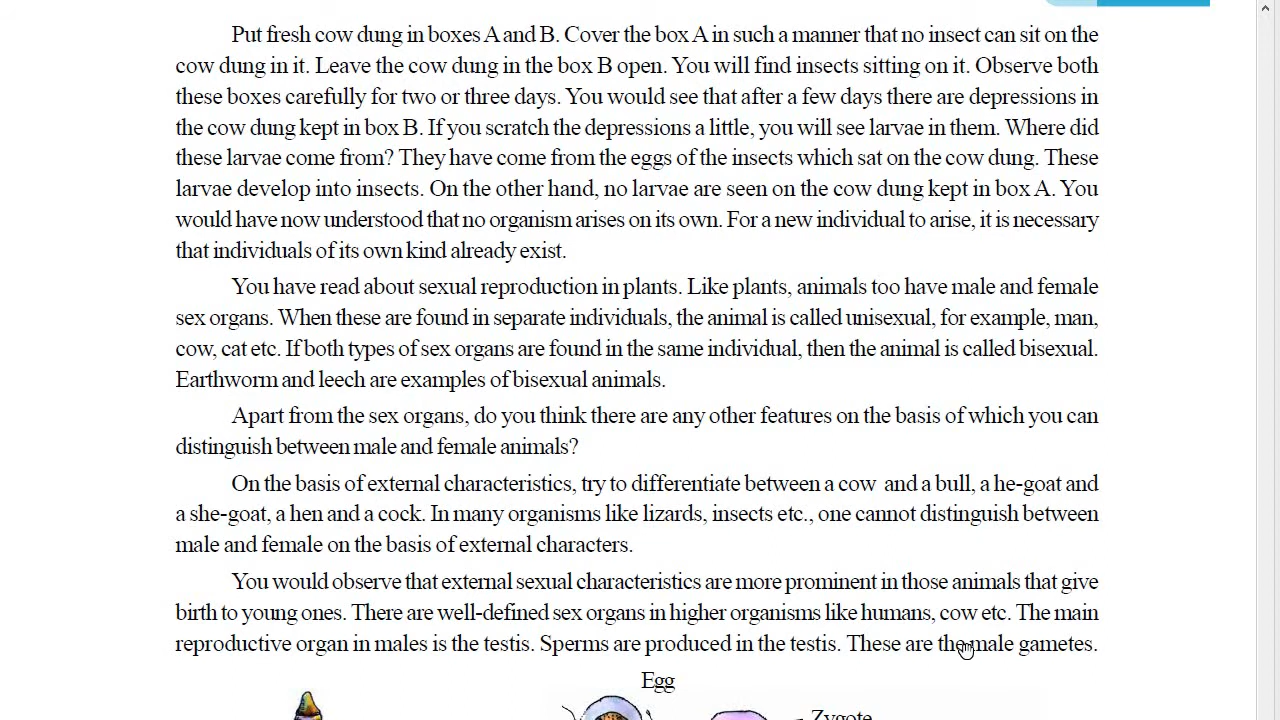 Put fresh cow dung in boxes A and B. Cover the box A in such a manner that no insect can sit on the
cow dung in it. Leave the cow dung in the box B open. You will find insects sitting on it. Observe both
these boxes carefully for two or three days. You would see that after a few days there are depressions in
the cow dung kept in box B. If you scratch the depressions a little, you will see larvae in them. Where did
these larvae come from? They have come from the eggs of the insects which sat on the cow dung. These
larvae develop into insects. On the other hand, no larvae are seen on the cow dung kept in box A. You
would have now understood that no organism arises on its own. For a new individual to arise, it is necessary
that individuals of its own kind already exist.
You have read about sexual reproduction in plants. Like plants, animals too have male and female
sex organs. When these are found in separate individuals, the animal is called unisexual, for example, man,
cow, cat etc. If both types of sex organs are found in the same individual, then the animal is called bisexual.
Earthworm and leech are examples of bisexual animals.
Apart from the sex organs, do you think there are any other features on the basis of which you can
distinguish between male and female animals?
On the basis of external characteristics, try to differentiate between a cow and a bull, a he-goat and
a she-goat, a hen and a cock. In many organisms like lizards, insects etc., one cannot distinguish between
male and female on the basis of external characters.
You would observe that external sexual characteristics are more prominent in those animals that give
birth to young ones. There are well-defined sex organs in higher organisms like humans, cow etc. The main
reproductive organ in males is the testis. Sperms are produced in the testis. These are the male gametes.
Egg
Zygote